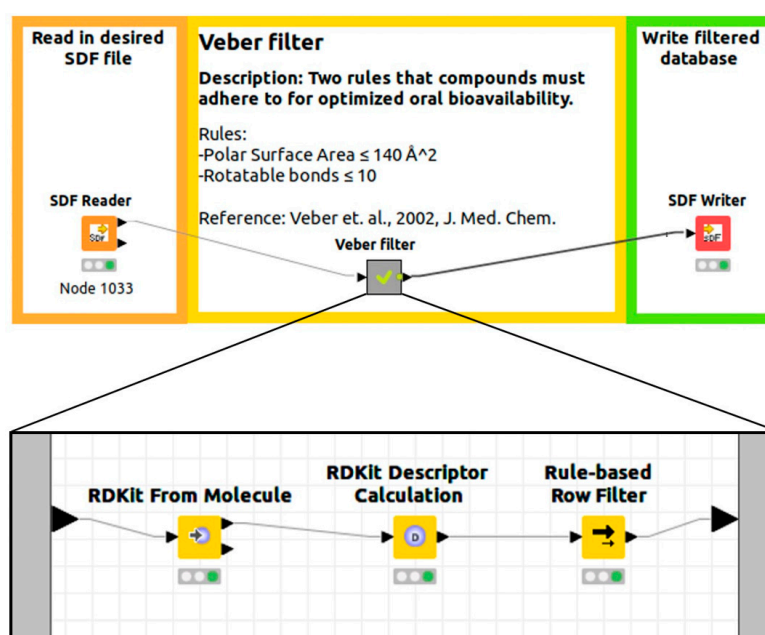 Read in desired
SDF file
Veber filter
Description: Two rules that compounds must
adhere to for optimized oral bioavailability.
Rules:
-Polar Surface Area ≤ 140 Å^2
-Rotatable bonds ≤ 10
Reference: Veber et. al., 2002, J. Med. Chem.
Write filtered
database
SDF Reader
SDF
Node 1033
Veber filter
SDF Writer
SDF
RDKit From Molecule
RDKit Descriptor
Calculation
D
Rule-based
Row Filter